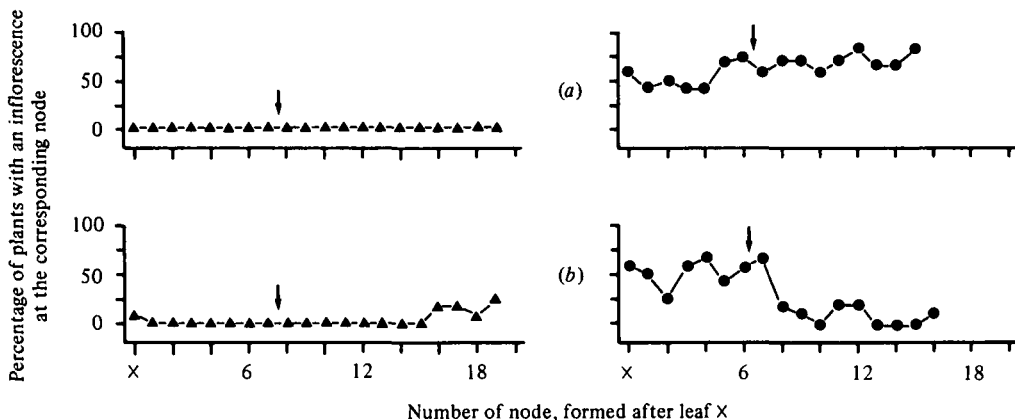 Percentage of plants with an inflorescence
at the corresponding node
100
50
0
(a)
100
50
0
(b)
× 6 12 18
× 6 12 18
Number of node, formed after leaf ×